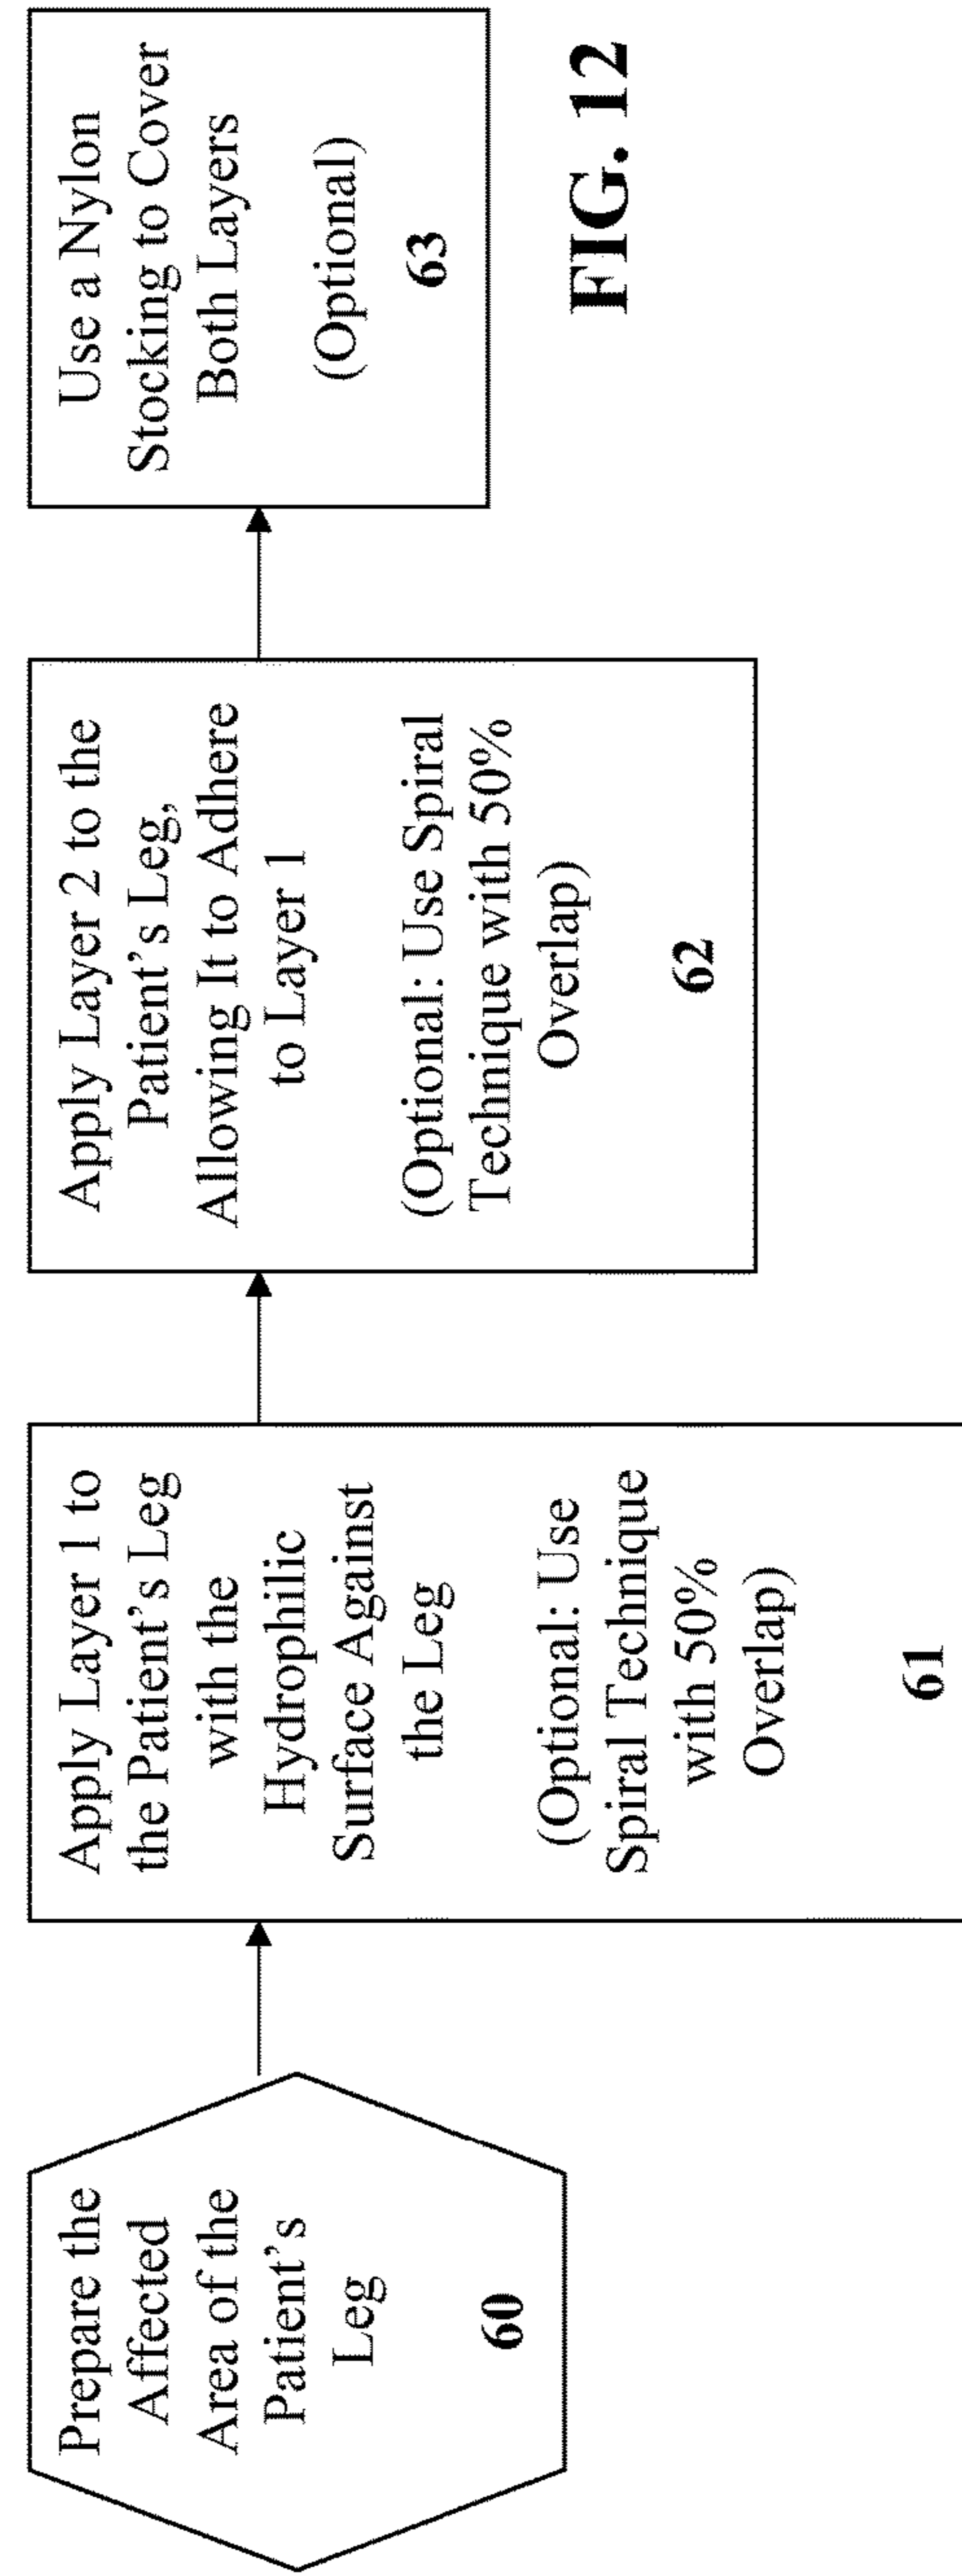 Prepare the
Affected
Area of the
Patient's
Leg
60
Apply Layer 1 to
the Patient's Leg
with the
Hydrophilic
Surface Against
the Leg
(Optional: Use
Spiral Technique
with 50%
Overlap)
61
Apply Layer 2 to the
Patient's Leg,
Allowing It to Adhere
to Layer 1
(Optional: Use Spiral
Technique with 50%
Overlap)
62
Use a Nylon
Stocking to Cover
Both Layers
(Optional)
63
FIG. 12